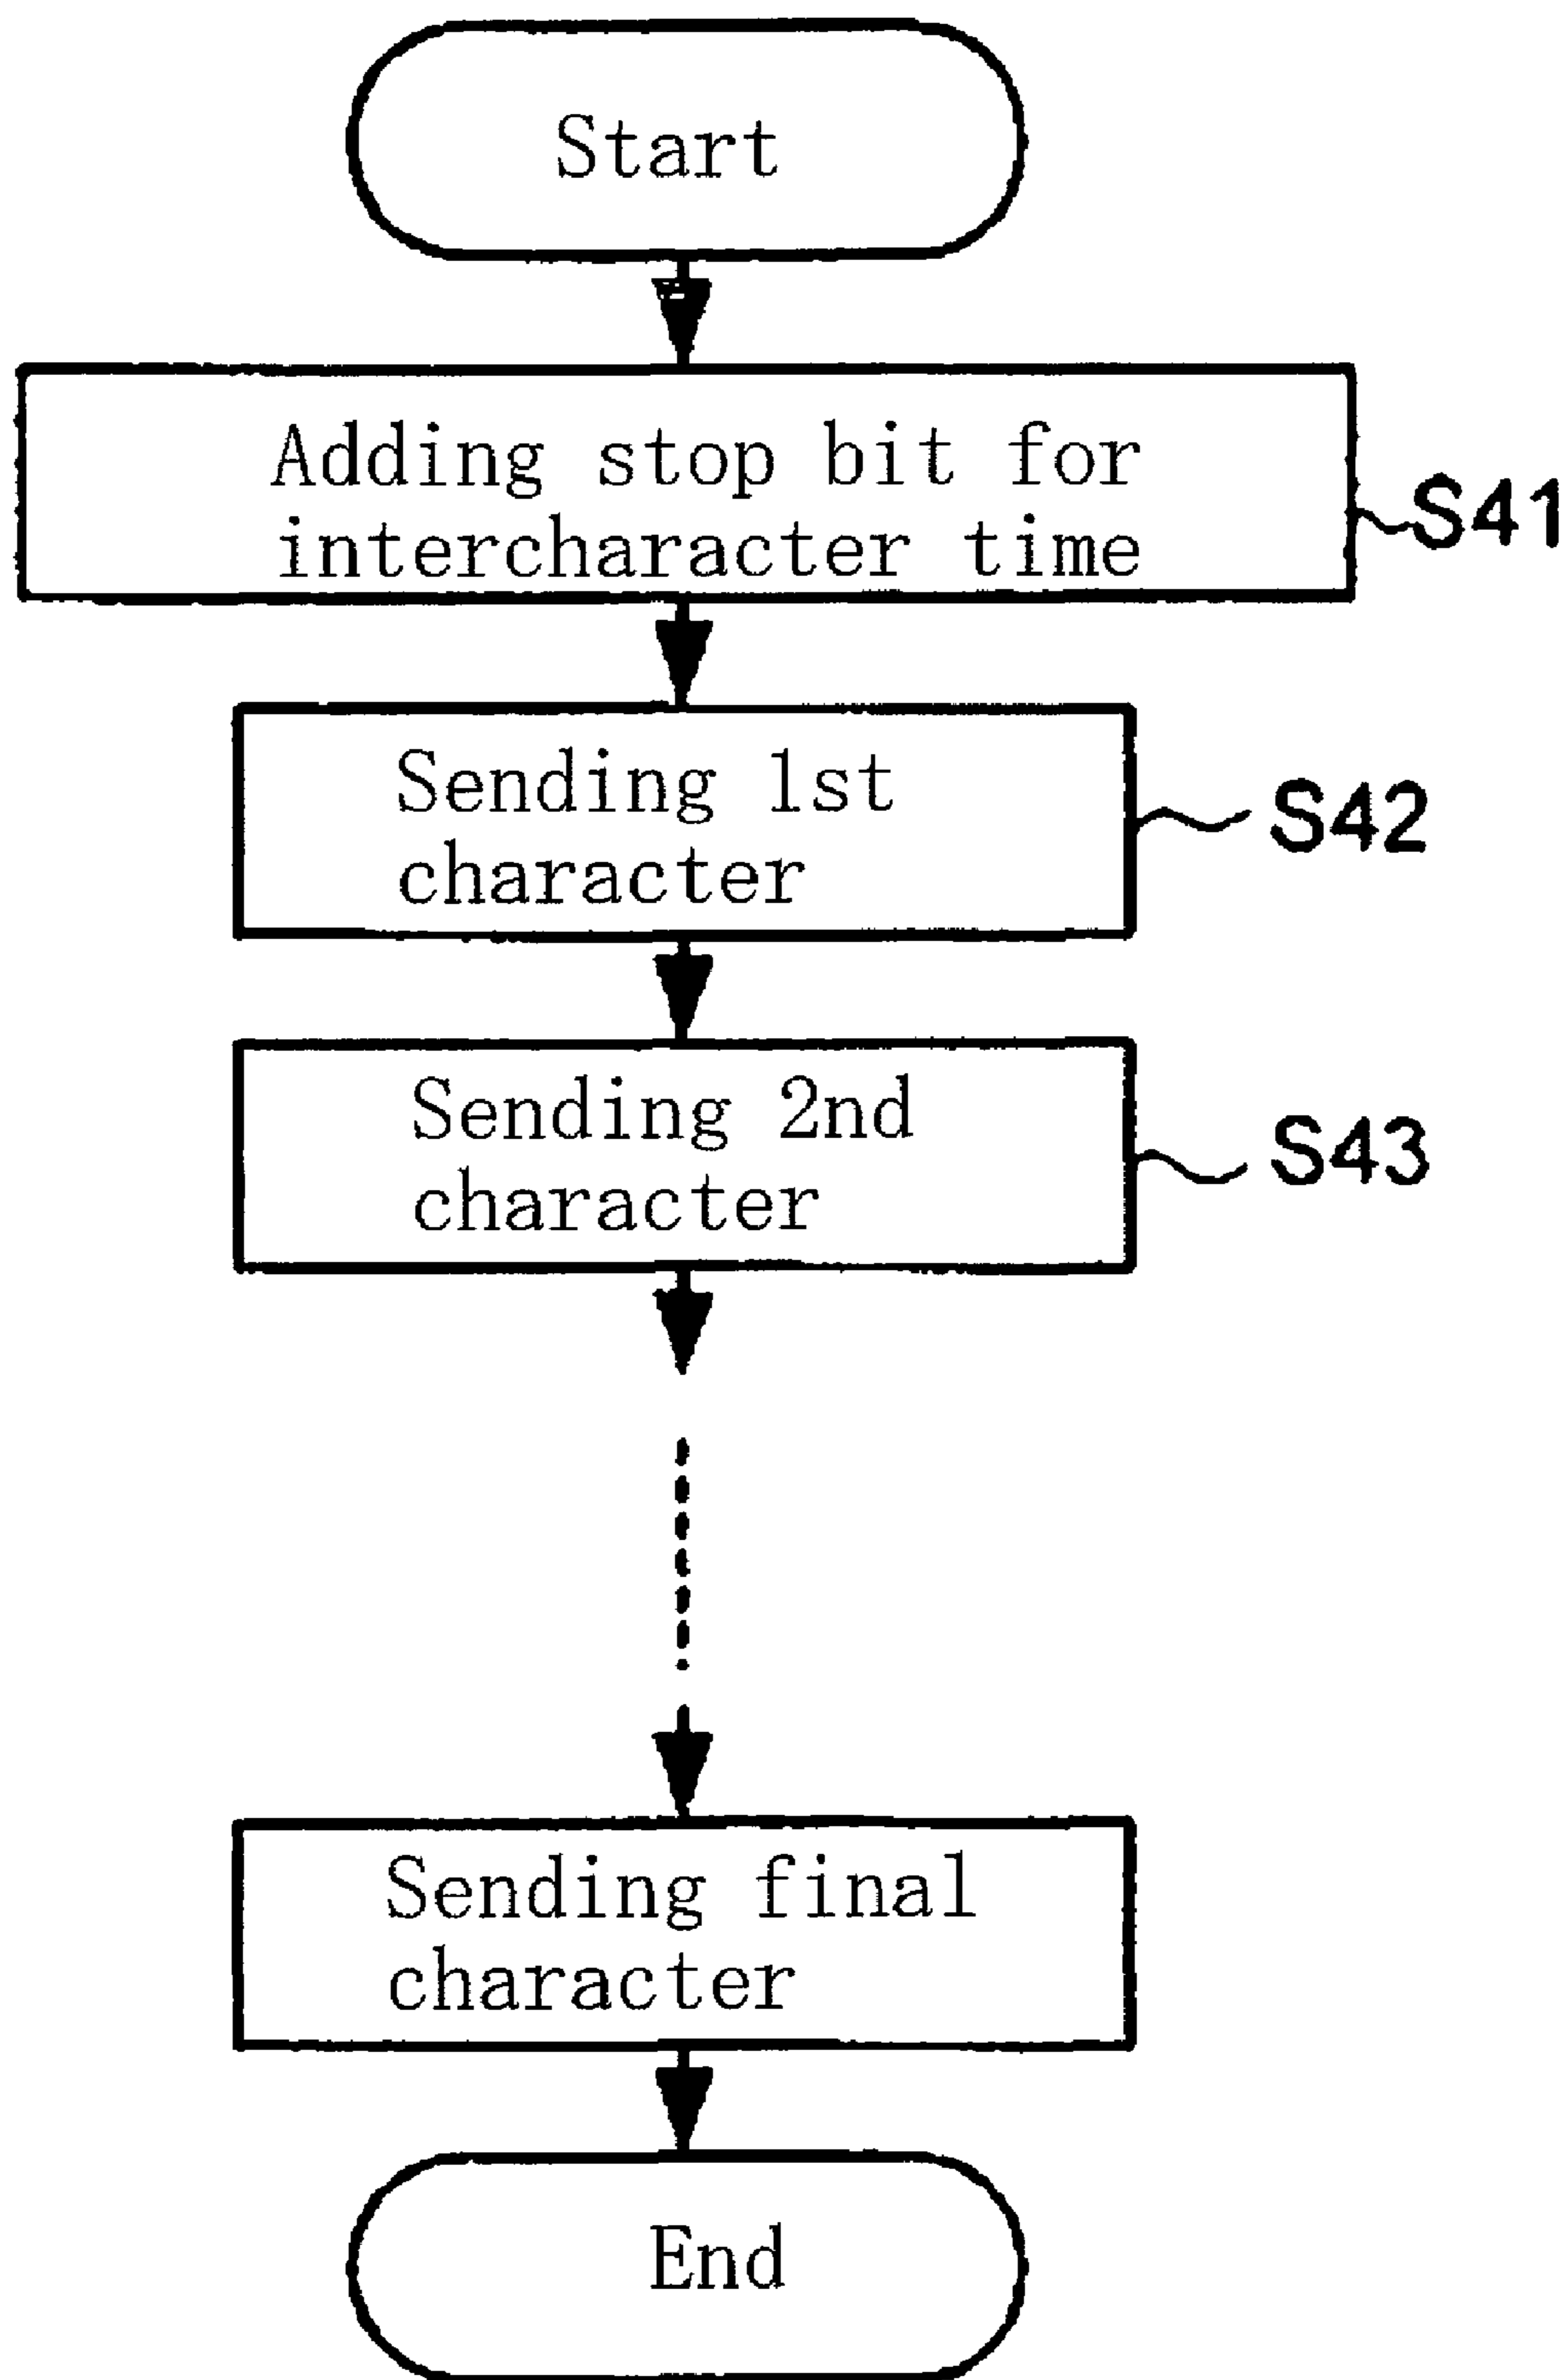 Start
Adding stop bit for
intercharacter time
S41
Sending 1st
character
S42
Sending 2nd
character
S43
Sending final
character
End